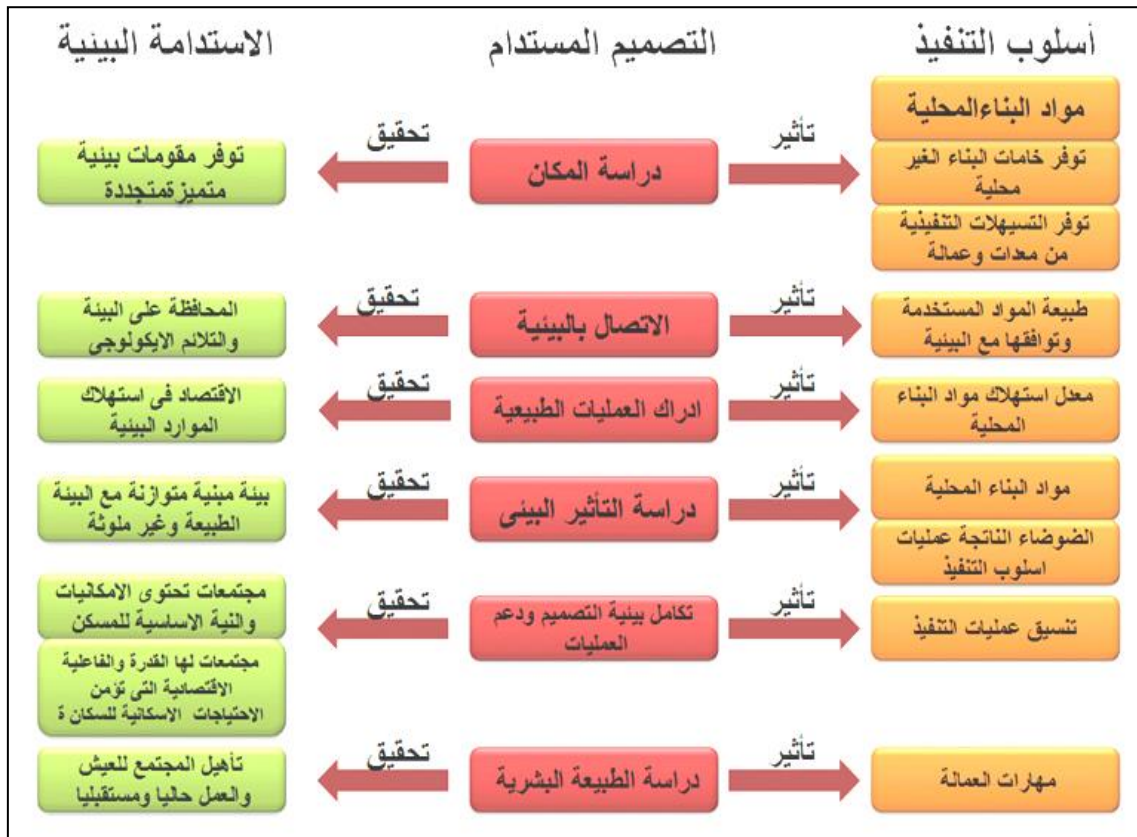 أسلوب التنفيذ
التصميم المستدام
الاستدامة البيئية
مواد البناءالمحلية
توفر خامات البناء الغير
محلية
توفر التسيهلات التنفيذية
من معدات وعمالة
تأثير
دراسة المكان
تحقيق
توفر مقومات بيئية
متميزةمتجددة
طبيعة المواد المستخدمة
وتوافقها مع البيئية
تأثير
الاتصال بالبيئية
تحقيق
المحافظة على البيئة
والتلائم الايكولوجى
معدل استهلاك مواد البناء
المحلية
تأثير
ادراك العمليات الطبيعية
تحقيق
الاقتصاد فى استهلاك
الموارد البيئية
مواد البناء المحلية
الضوضاء الناتجة عمليات
اسلوب التنفيذ
تأثير
دراسة التأثير البيئى
تحقيق
بيئة مبنية متوازنة مع البيئة
الطبيعة وغير ملوثة
تنسيق عمليات التنفيذ
تأثير
تكامل بيئية التصميم ودعم
العمليات
تحقيق
مجتمعات تحتوى الامكانيات
والنية الاساسية للمسكن
مجتمعات لها القدرة والفاعلية
الاقتصادية التى تؤمن
الاحتياجات الاسكانية للسكان ة
مهارات العمالة
تأثير
دراسة الطبيعة البشرية
تحقيق
تأهيل المجتمع للعيش
والعمل حاليا ومستقبليا